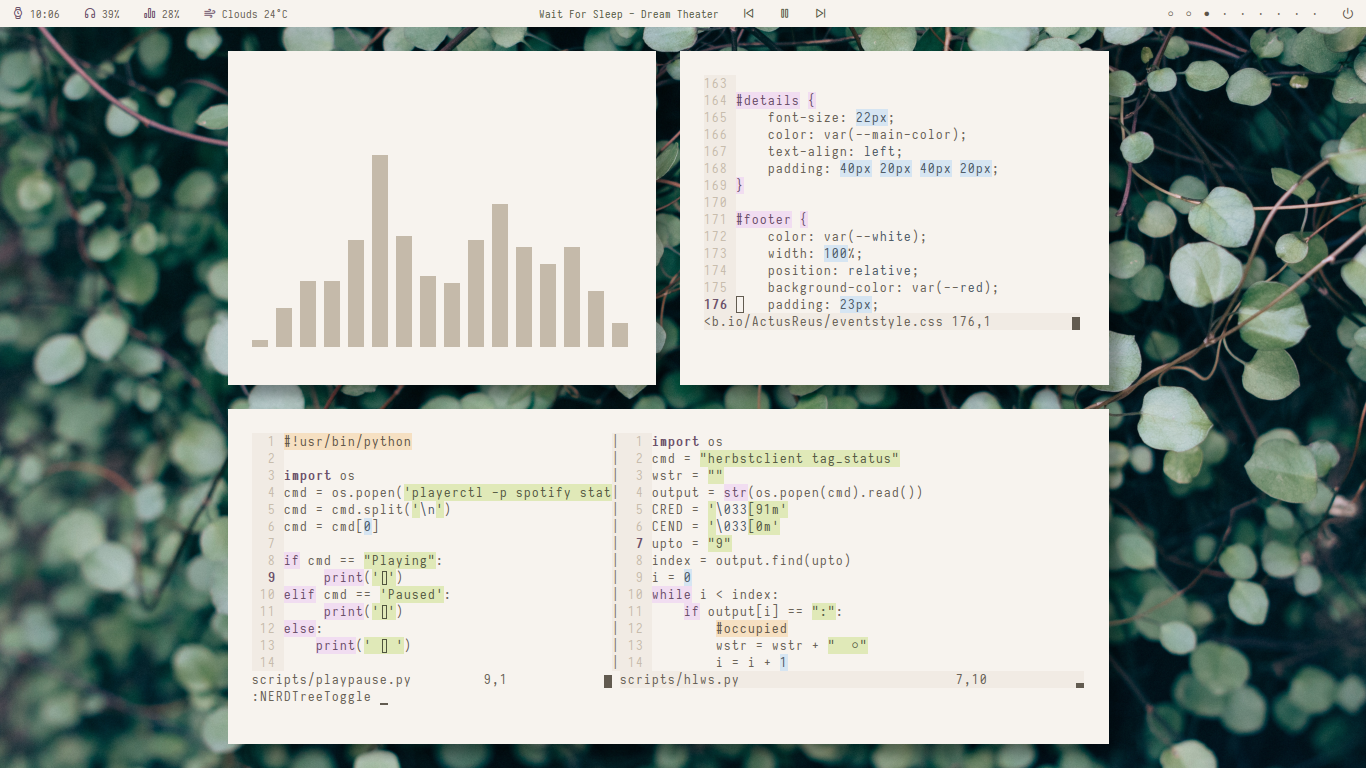 10:06 39% 28% Clouds 24°C Wait For Sleep - Dream Theater
163
164 #details {
165     font-size: 22px;
166     color: var(--main-color);
167     text-align: left;
168     padding: 40px 20px 40px 20px;
169 }
170
171 #footer {
172     color: var(--white);
173     width: 100%;
174     position: relative;
175     background-color: var(--red);
176     padding: 23px;
<b.io/ActusReus/eventstyle.css 176,1
1 #!usr/bin/python
2
3 import os
4 cmd = os.popen('playerctl -p spotify stat
5 cmd = cmd.split('\n')
6 cmd = cmd[0]
7
8 if cmd == "Playing":
9      print('▯')
10 elif cmd == 'Paused':
11      print('▯')
12 else:
13     print(' ▯ ')
14
scripts/playpause.py 9,1
:NERDTreeToggle
1 import os
2 cmd = "herbstclient tag_status"
3 wstr = ""
4 output = str(os.popen(cmd).read())
5 CRED = '\033[91m'
6 CEND = '\033[0m'
7 upto = "9"
8 index = output.find(upto)
9 i = 0
10 while i < index:
11     if output[i] == ":":
12         #occupied
13         wstr = wstr + "  ○"
14         i = i + 1
scripts/hlws.py 7,10